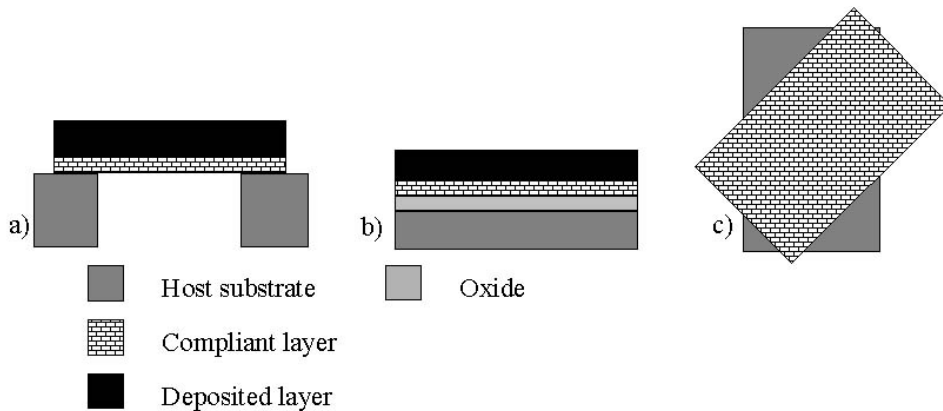 a)
b)
c)
Host substrate
Oxide
Compliant layer
Deposited layer